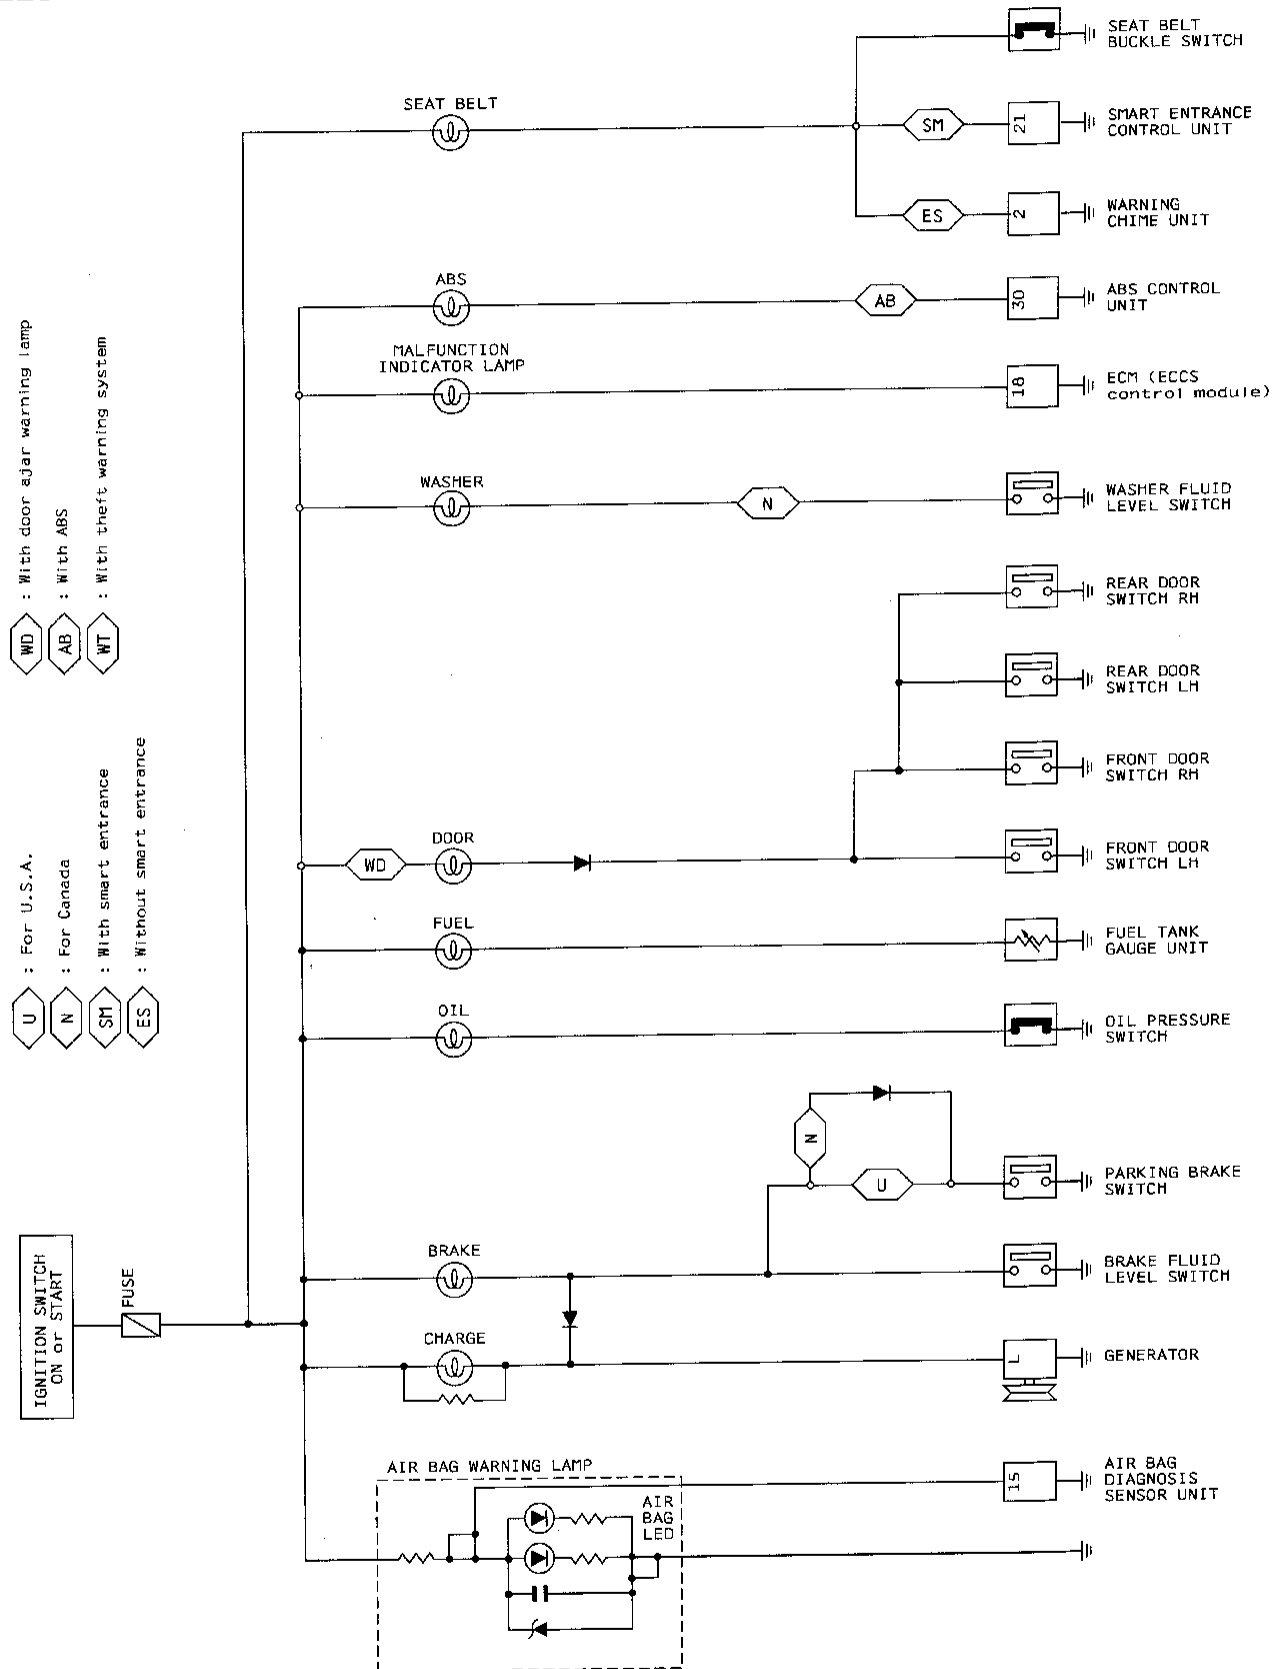 SEAT BELT
BUCKLE SWITCH
SEAT BELT
SM
21
SMART ENTRANCE
CONTROL UNIT
ES
2
WARNING
CHIME UNIT
ABS
AB
30
ABS CONTROL
UNIT
MALFUNCTION
INDICATOR LAMP
18
ECM (ECCS
control module)
WASHER
N
WASHER FLUID
LEVEL SWITCH
REAR DOOR
SWITCH RH
REAR DOOR
SWITCH LH
FRONT DOOR
SWITCH RH
WD
DOOR
FRONT DOOR
SWITCH LH
FUEL
FUEL TANK
GAUGE UNIT
OIL
OIL PRESSURE
SWITCH
N
U
PARKING BRAKE
SWITCH
BRAKE
BRAKE FLUID
LEVEL SWITCH
CHARGE
L
GENERATOR
AIR BAG WARNING LAMP
AIR
BAG
LED
15
AIR BAG
DIAGNOSIS
SENSOR UNIT
IGNITION SWITCH
ON or START
FUSE
U : For U.S.A.
N : For Canada
SM : With smart entrance
ES : Without smart entrance
WD : With door ajar warning lamp
AB : With ABS
WT : With theft warning system